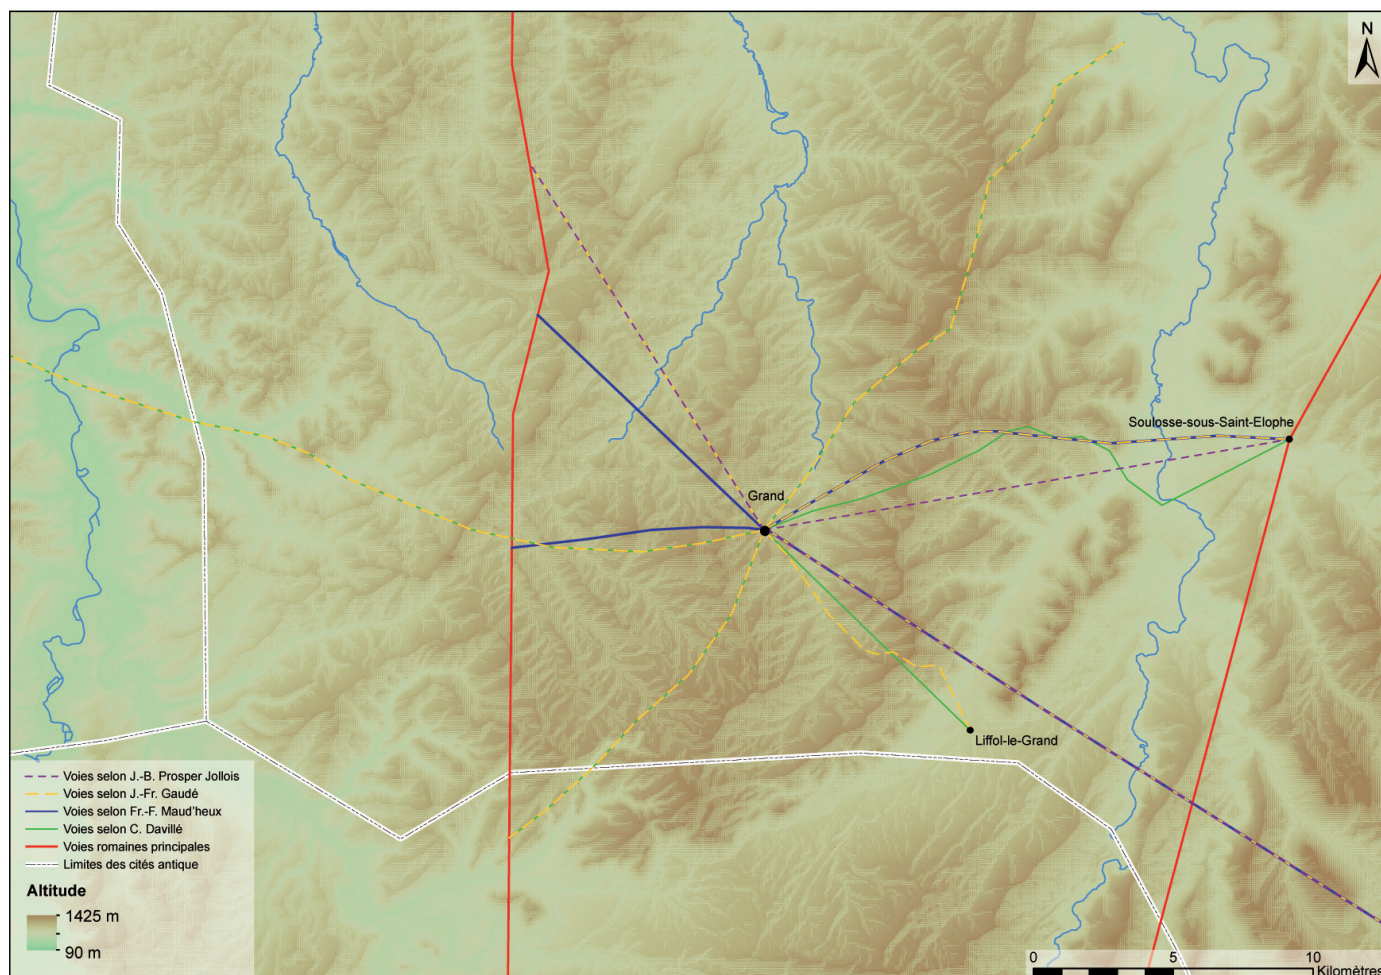 N
Soulosse-sous-Saint-Elophe
Grand
Liffol-le-Grand
Voies selon J.-B. Prosper Jollois
Voies selon J.-Fr. Gaudé
Voies selon Fr.-F. Maud'heux
Voies selon C. Davillé
Voies romaines principales
Limites des cités antique
Altitude
1425 m
90 m
0 5 10
Kilomètres